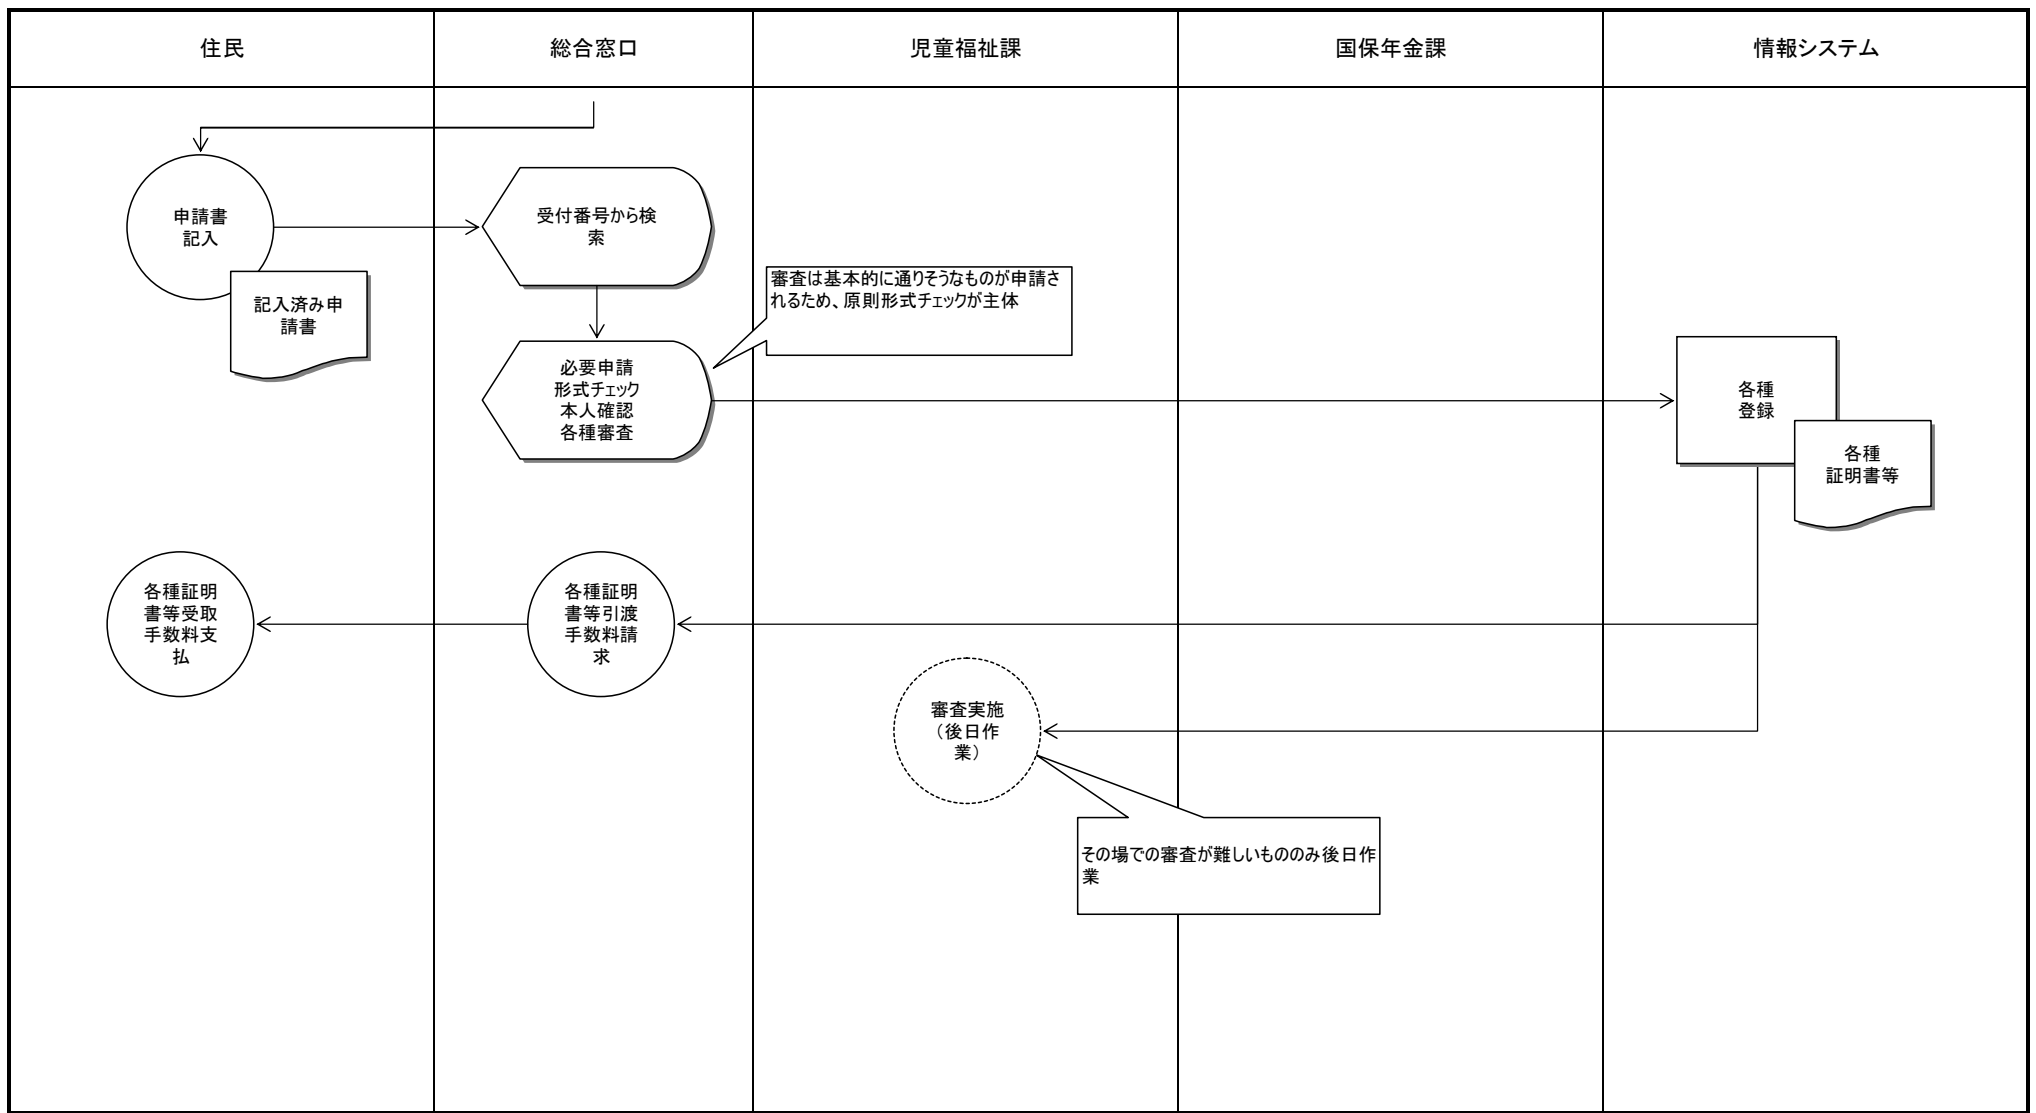 住民
総合窓口
児童福祉課
国保年金課
情報システム
申請書
記入
受付番号から検
索
記入済み申
請書
審査は基本的に通りそうなものが申請さ
れるため、原則形式チェックが主体
必要申請
形式チェック
本人確認
各種審査
各種
登録
各種
証明書等
各種証明
書等受取
手数料支
払
各種証明
書等引渡
手数料請
求
審査実施
（後日作
業）
その場での審査が難しいもののみ後日作
業